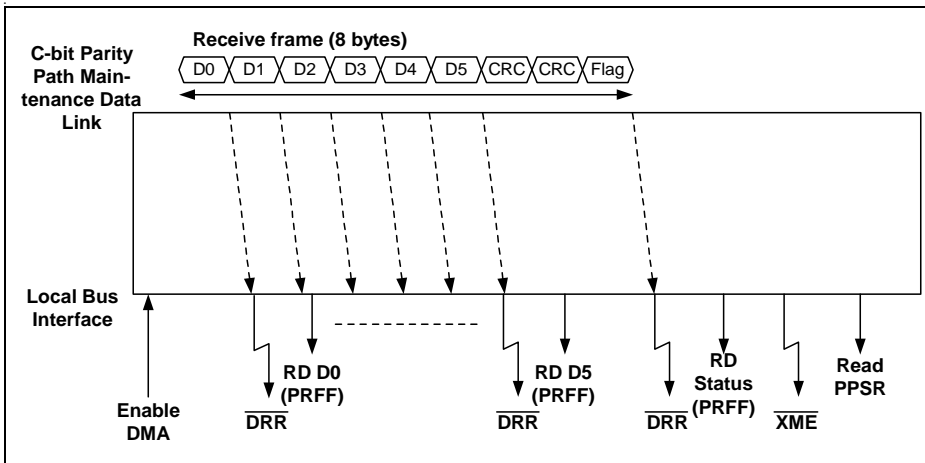 Receive frame (8 bytes)
C-bit Parity
Path Main-
tenance Data
Link
D0 D1 D2 D3 D4 D5 CRC CRC Flag
Local Bus
Interface
Enable
DMA
DRR
RD D0
(PRFF)
DRR
RD D5
(PRFF)
DRR
RD
Status
(PRFF)
XME
Read
PPSR